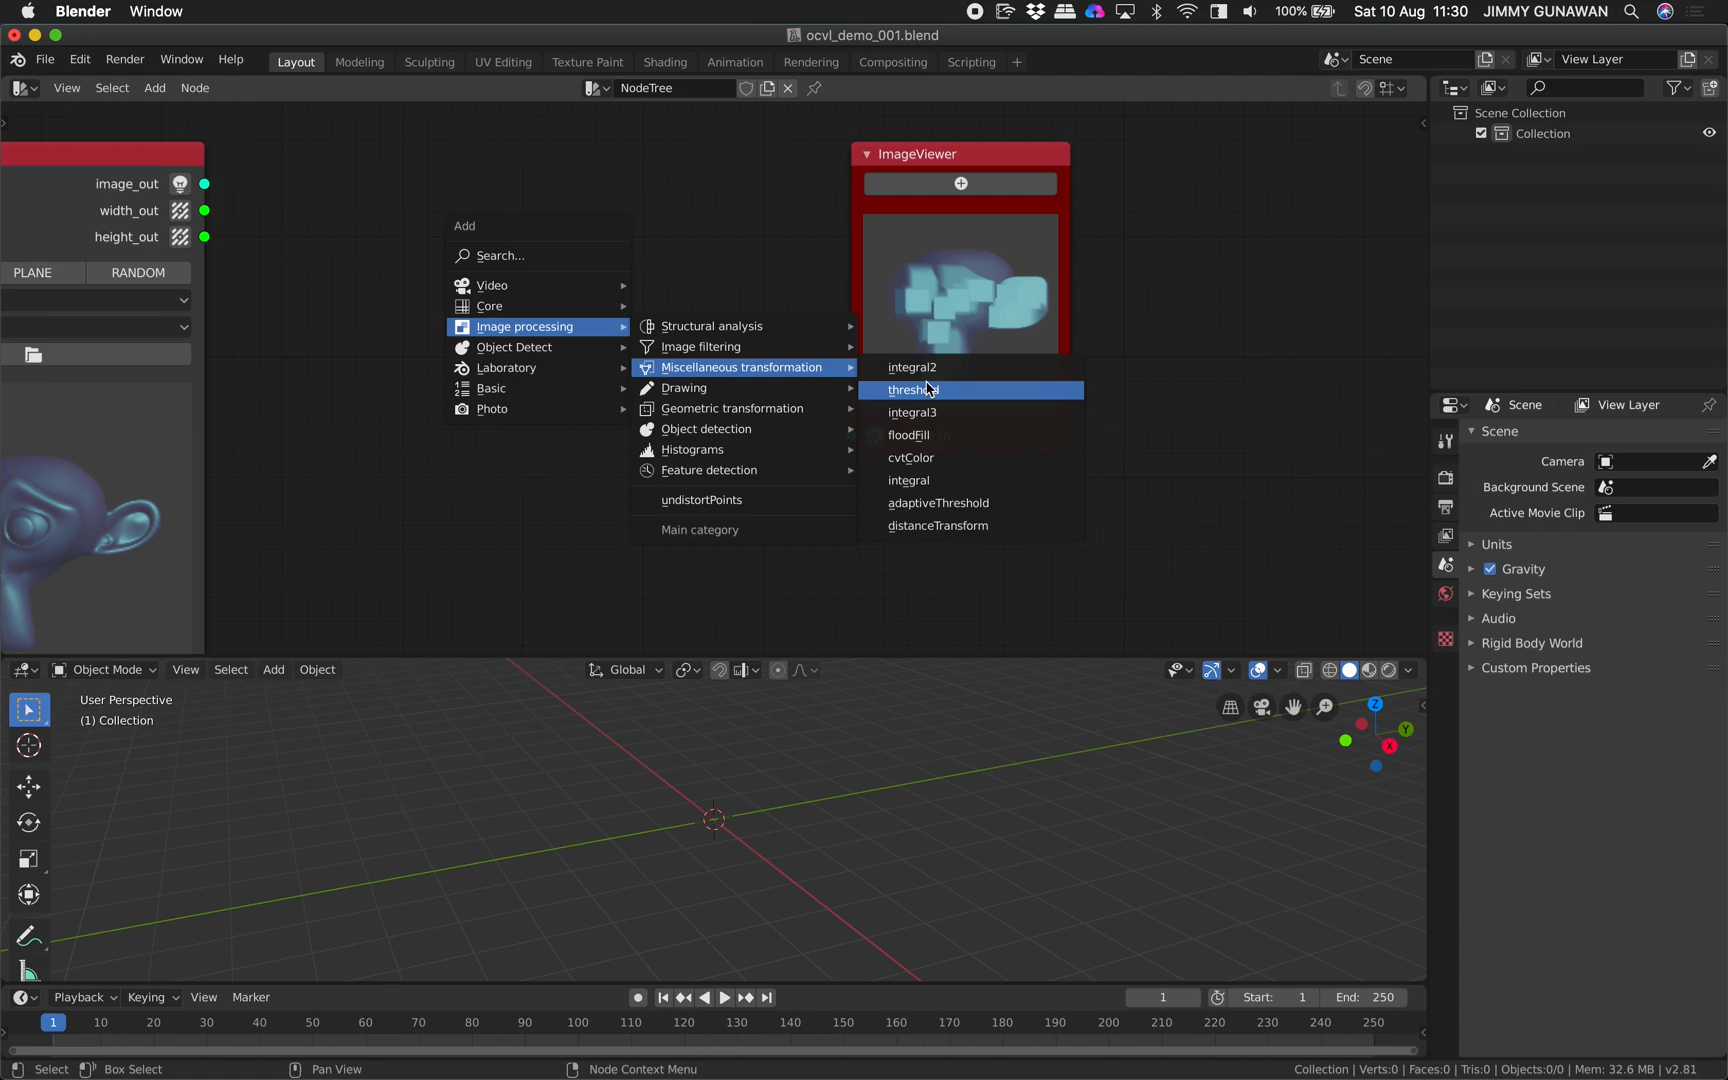 Blender Window 100% Sat 10 Aug 11:30 JIMMY GUNAWAN
ocvl_demo_001.blend
File Edit Render Window Help Layout Modeling Sculpting UV Editing Texture Paint Shading Animation Rendering Compositing Scripting + Scene View Layer
View Select Add Node NodeTree
Scene Collection
Collection
ImageViewer
image_out
width_out
height_out
PLANE RANDOM
Add
Search...
Video
Core
Image processing
Object Detect
Laboratory
Basic
Photo
Structural analysis
Image filtering
Miscellaneous transformation
Drawing
Geometric transformation
Object detection
Histograms
Feature detection
undistortPoints
Main category
integral2
threshold
integral3
floodFill
cvtColor
integral
adaptiveThreshold
distanceTransform
Scene View Layer
Scene
Camera
Background Scene
Active Movie Clip
Units
Gravity
Keying Sets
Audio
Rigid Body World
Custom Properties
Object Mode View Select Add Object Global
User Perspective
(1) Collection
Z
Y
X
Playback Keying View Marker 1 Start: 1 End: 250
1 10 20 30 40 50 60 70 80 90 100 110 120 130 140 150 160 170 180 190 200 210 220 230 240 250
Select Box Select Pan View Node Context Menu Collection | Verts:0 | Faces:0 | Tris:0 | Objects:0/0 | Mem: 32.6 MB | v2.81